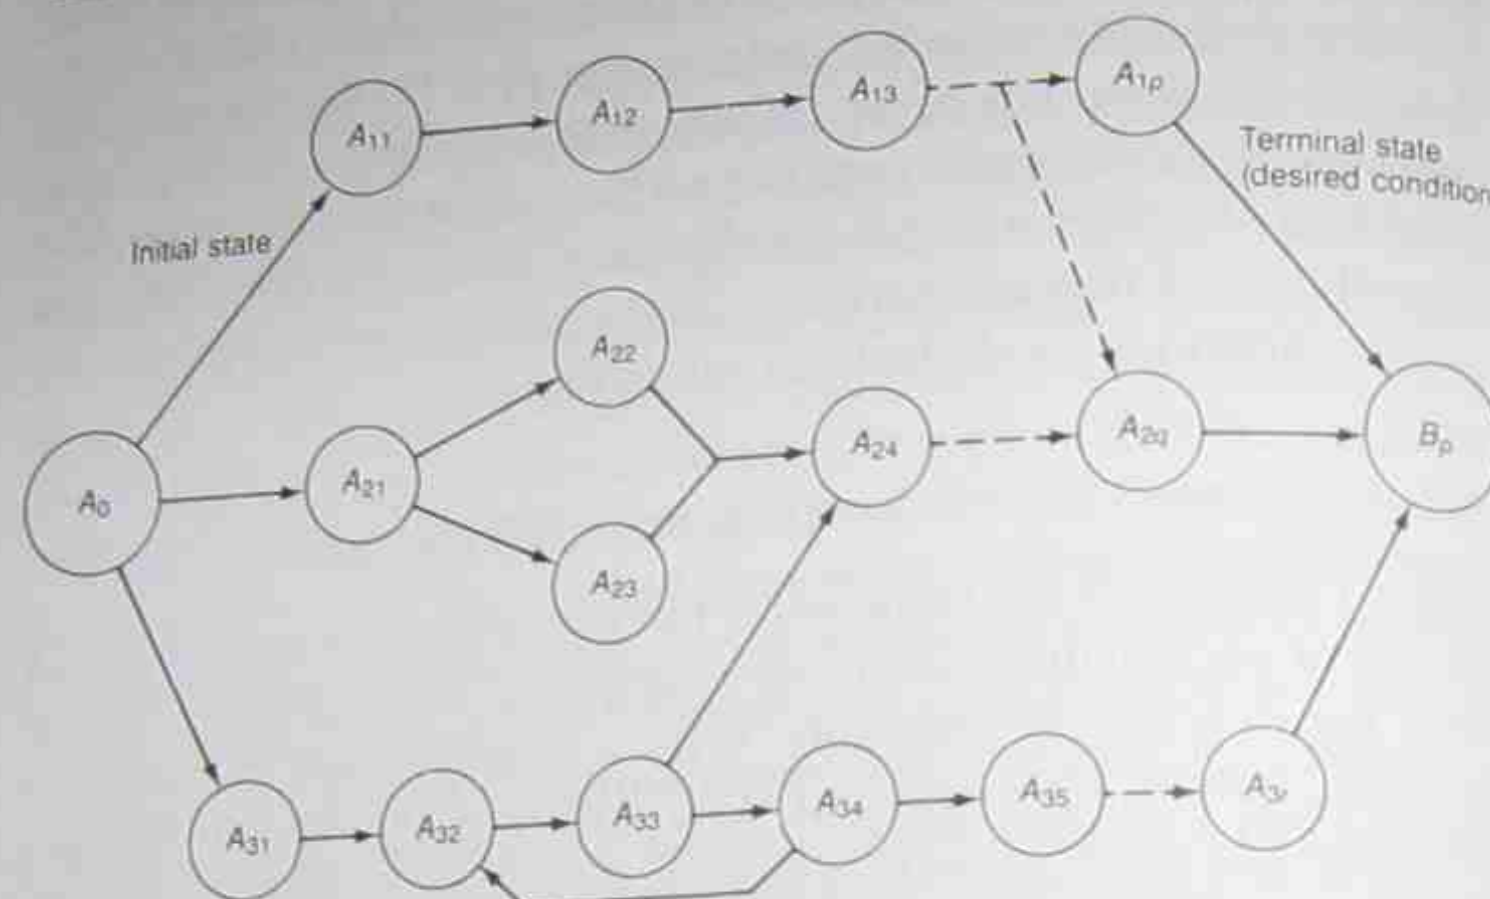 A11
A12
A13
A1p
Terminal state
(desired condition
Initial state
A22
A0
A21
A24
A2q
Bp
A23
A31
A32
A33
A34
A35
A3r